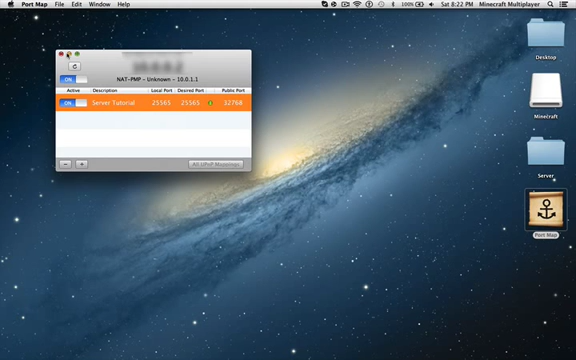 Port Map File Edit Window Help 100% Sat 8:22 PM Minecraft Multiplayer
NAT-PMP – Unknown – 10.0.1.1
ON
Active Description Local Port Desired Port Public Port
ON Server Tutorial 25565 25565 32768
− + All UPnP Mappings
Desktop
Minecraft
Server
Port Map